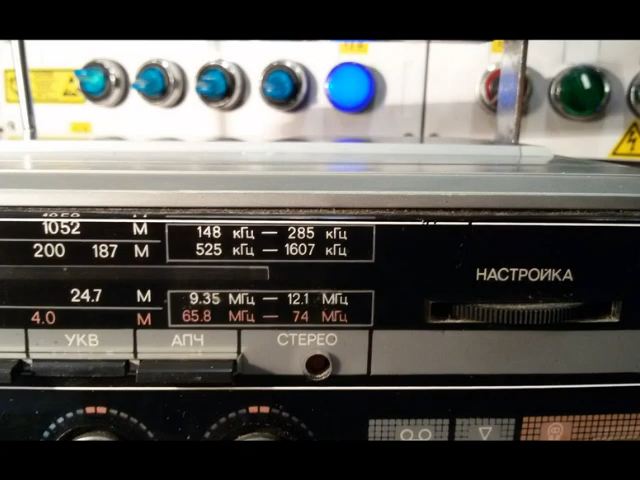 1052 М 148 кГц — 285 кГц
200 187 М 525 кГц — 1607 кГц
НАСТРОЙКА
24.7 М 9.35 МГц — 12.1 МГц
4.0 М 65.8 МГц — 74 МГц
УКВ АПЧ СТЕРЕО